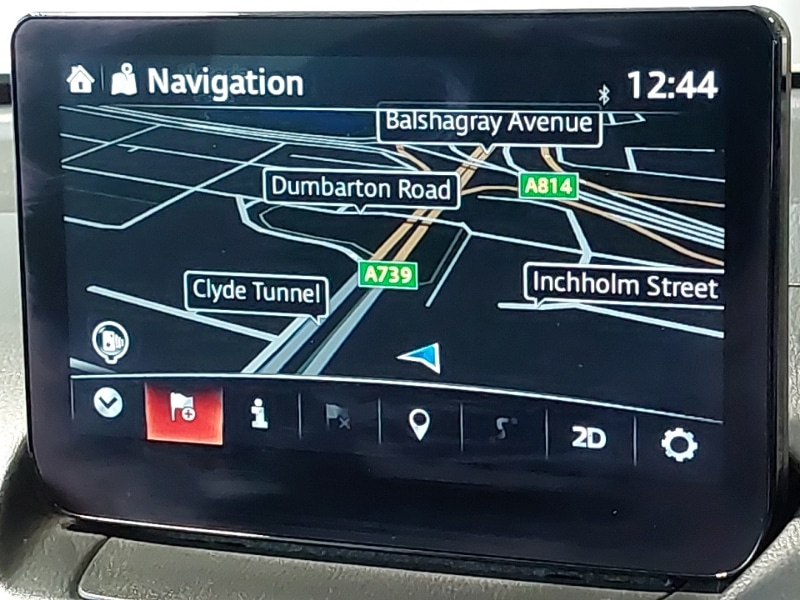 Navigation
12:44
Balshagray Avenue
Dumbarton Road
A814
A739
Clyde Tunnel
Inchholm Street
2D